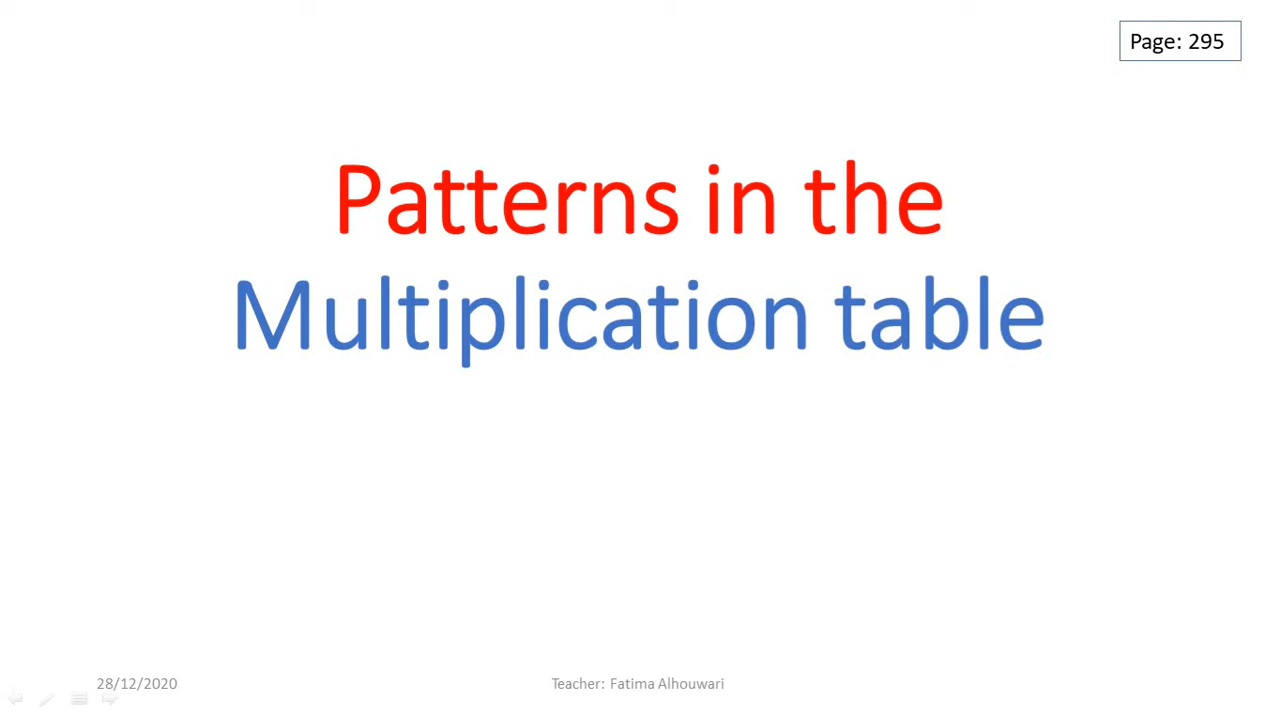 Page: 295
Patterns in the
Multiplication table
28/12/2020
Teacher: Fatima Alhouwari